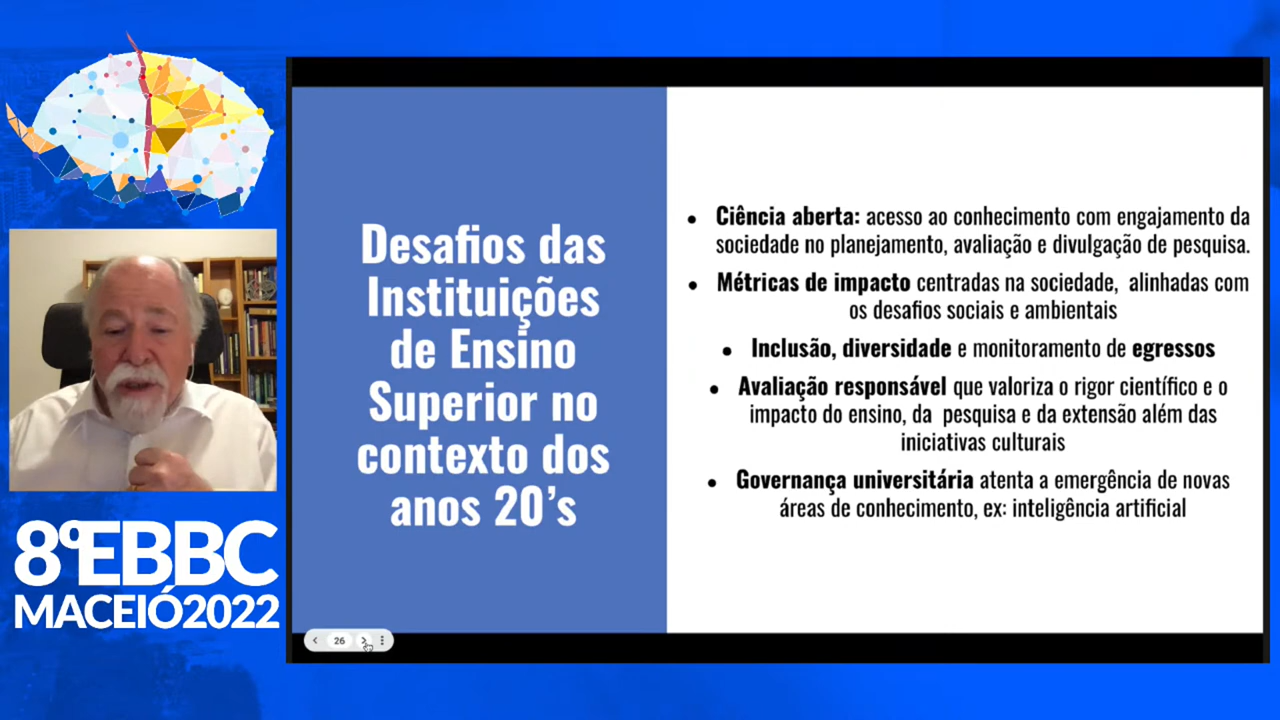 8ºEBBC
MACEIÓ2022
Desafios das
Instituições
de Ensino
Superior no
contexto dos
anos 20's
• Ciência aberta: acesso ao conhecimento com engajamento da
sociedade no planejamento, avaliação e divulgação de pesquisa.
• Métricas de impacto centradas na sociedade, alinhadas com
os desafios sociais e ambientais
• Inclusão, diversidade e monitoramento de egressos
• Avaliação responsável que valoriza o rigor científico e o
impacto do ensino, da pesquisa e da extensão além das
iniciativas culturais
• Governança universitária atenta a emergência de novas
áreas de conhecimento, ex: inteligência artificial
26